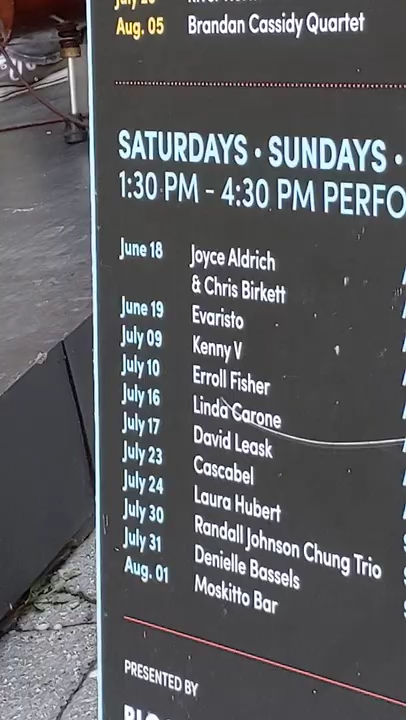 Aug. 05 Brandan Cassidy Quartet
SATURDAYS • SUNDAYS •
1:30 PM - 4:30 PM
June 18 Joyce Aldrich
& Chris Birkett
June 19 Evaristo
July 09 Kenny V
July 10 Erroll Fisher
July 16 Linda Carone
July 17 David Leask
July 23 Cascabel
July 24 Laura Hubert
July 30 Randall Johnson Chung Trio
July 31 Denielle Bassels
Aug. 01 Moskitto Bar
PRESENTED BY